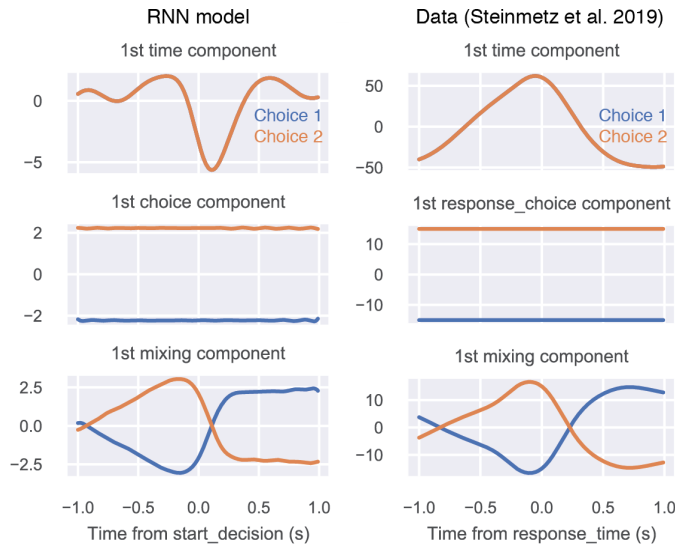 RNN model
Data (Steinmetz et al. 2019)
1st time component
1st time component
0
−5
Choice 1
Choice 2
50
0
−50
Choice 1
Choice 2
1st choice component
1st response_choice component
2
0
−2
10
0
−10
1st mixing component
1st mixing component
2.5
0.0
−2.5
10
0
−10
−1.0 −0.5 0.0 0.5 1.0
−1.0 −0.5 0.0 0.5 1.0
Time from start_decision (s)
Time from response_time (s)